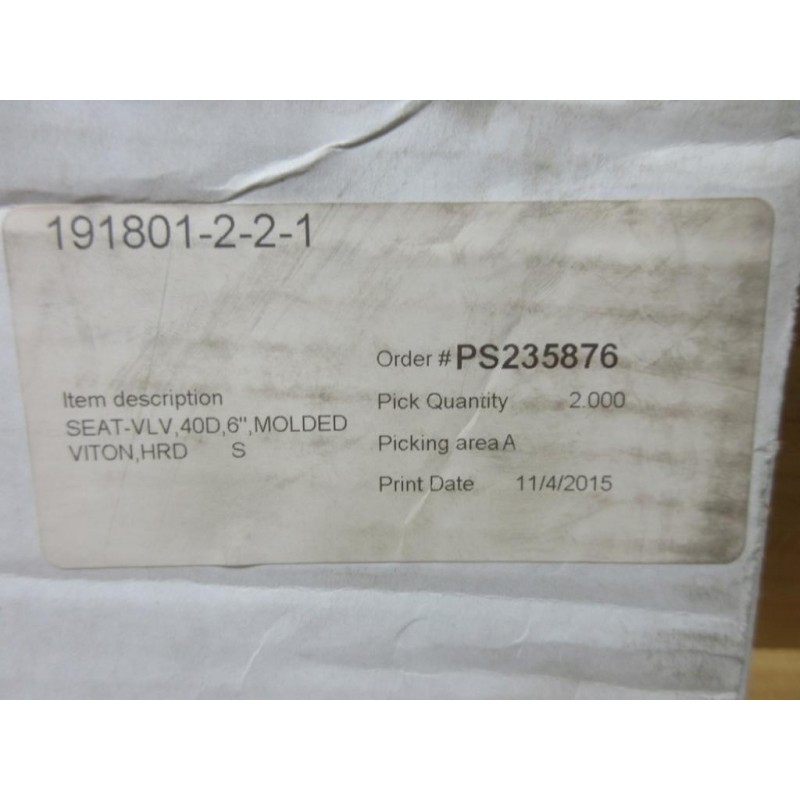 191801-2-2-1
Order # PS235876
Item description
SEAT-VLV,40D,6",MOLDED
VITON,HRD S
Pick Quantity 2.000
Picking area A
Print Date 11/4/2015